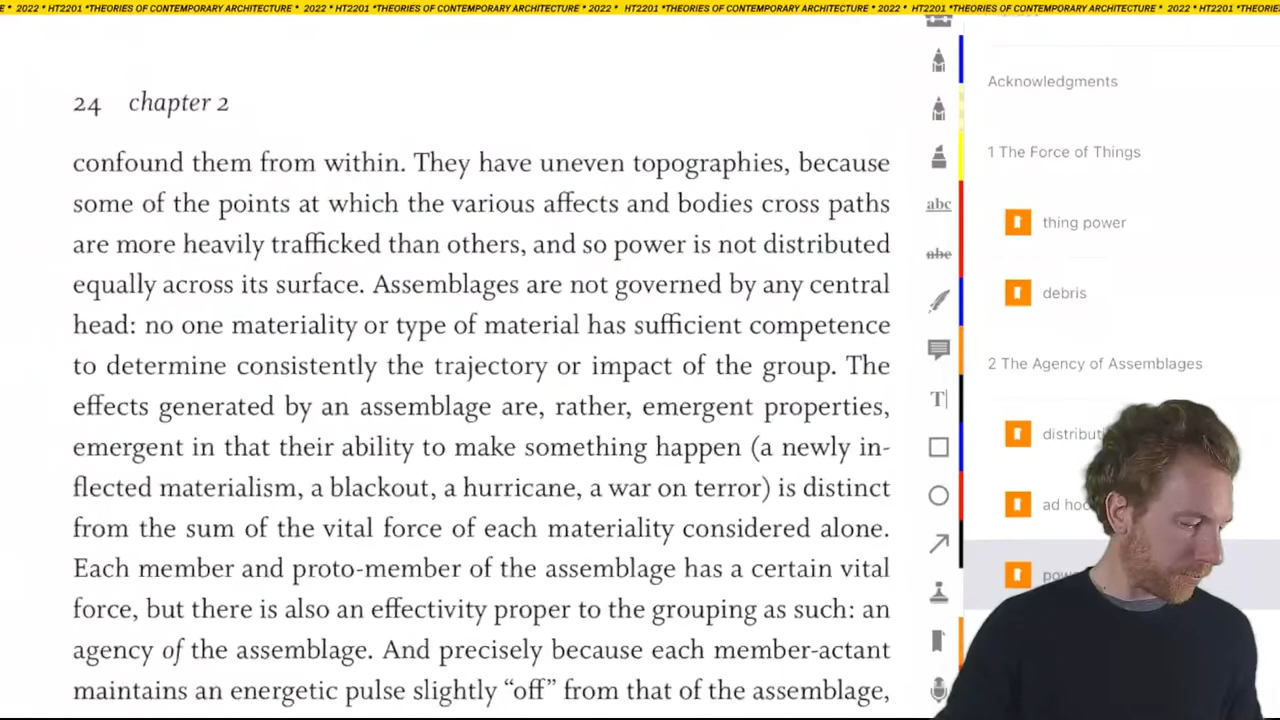 E * 2022 * HT2201 *THEORIES OF CONTEMPORARY ARCHITECTURE * 2022 * HT2201 *THEORIES OF CONTEMPORARY ARCHITECTURE * 2022 * HT2201 *THEORIES OF CONTEMPORARY ARCHITECTURE * 2022 * HT2201 *THEORIES OF CONTEMPORARY ARCHITECTURE * 2022 * HT2201 *THEORIE
24 chapter 2
confound them from within. They have uneven topographies, because
some of the points at which the various affects and bodies cross paths
are more heavily trafficked than others, and so power is not distributed
equally across its surface. Assemblages are not governed by any central
head: no one materiality or type of material has sufficient competence
to determine consistently the trajectory or impact of the group. The
effects generated by an assemblage are, rather, emergent properties,
emergent in that their ability to make something happen (a newly in-
flected materialism, a blackout, a hurricane, a war on terror) is distinct
from the sum of the vital force of each materiality considered alone.
Each member and proto-member of the assemblage has a certain vital
force, but there is also an effectivity proper to the grouping as such: an
agency of the assemblage. And precisely because each member-actant
maintains an energetic pulse slightly “off” from that of the assemblage,
abc
abc
T
Acknowledgments
1 The Force of Things
thing power
debris
2 The Agency of Assemblages
distribut
ad hoc
pow